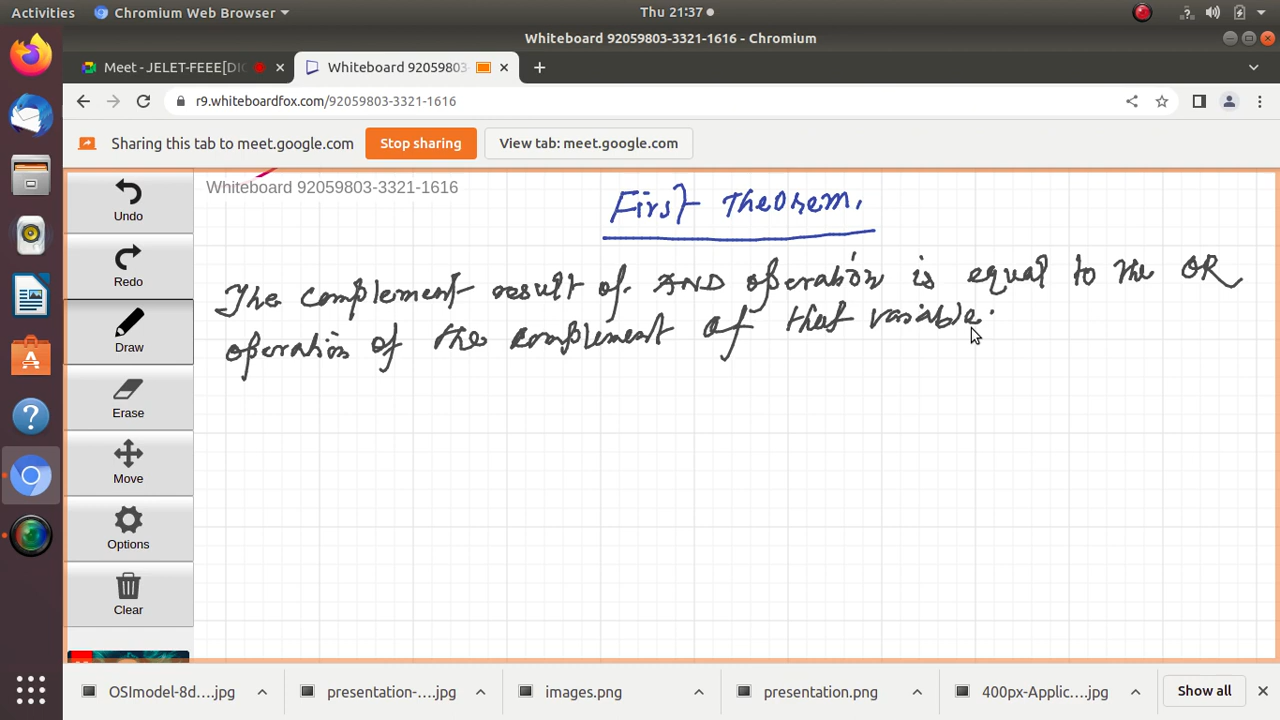 Activities
Chromium Web Browser
Thu 21:37
Whiteboard 92059803-3321-1616 - Chromium
Meet - JELET-FEEE[DI
Whiteboard 92059803-
r9.whiteboardfox.com/92059803-3321-1616
Sharing this tab to meet.google.com
Stop sharing
View tab: meet.google.com
Whiteboard 92059803-3321-1616
Undo
Redo
Draw
Erase
Move
Options
Clear
First Theorem.
The complement result of. AND operation is equal to the OR
operation of the complement of that variable.
OSImodel-8d....jpg
presentation-....jpg
images.png
presentation.png
400px-Applic....jpg
Show all